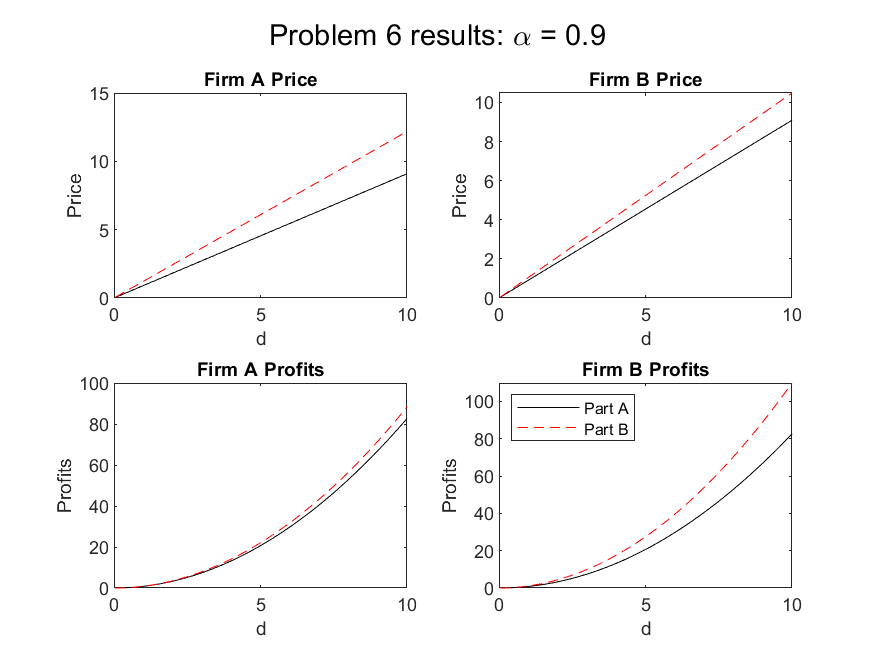 Problem 6 results: α = 0.9
Firm A Price
15
10
5
0
Price
0 5 10
d
Firm B Price
10
8
6
4
2
0
Price
0 5 10
d
Firm A Profits
100
80
60
40
20
0
Profits
0 5 10
d
Firm B Profits
Part A
Part B
100
80
60
40
20
0
Profits
0 5 10
d